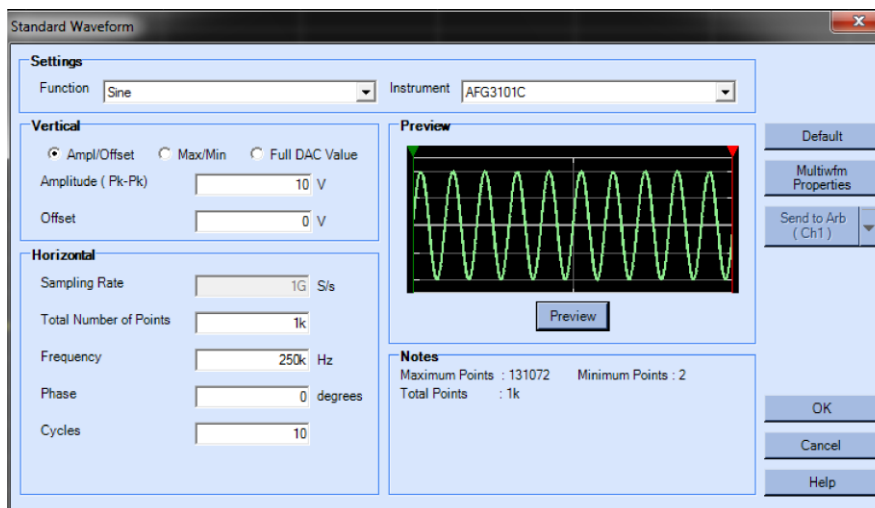 Standard Waveform
Settings
Function Sine Instrument AFG3101C
Vertical
Ampl/Offset Max/Min Full DAC Value
Amplitude ( Pk-Pk) 10 V
Offset 0 V
Horizontal
Sampling Rate 1G S/s
Total Number of Points 1k
Frequency 250k Hz
Phase 0 degrees
Cycles 10
Preview
Preview
Notes
Maximum Points : 131072 Minimum Points : 2
Total Points : 1k
Default
Multiwfm
Properties
Send to Arb
( Ch1 )
OK
Cancel
Help